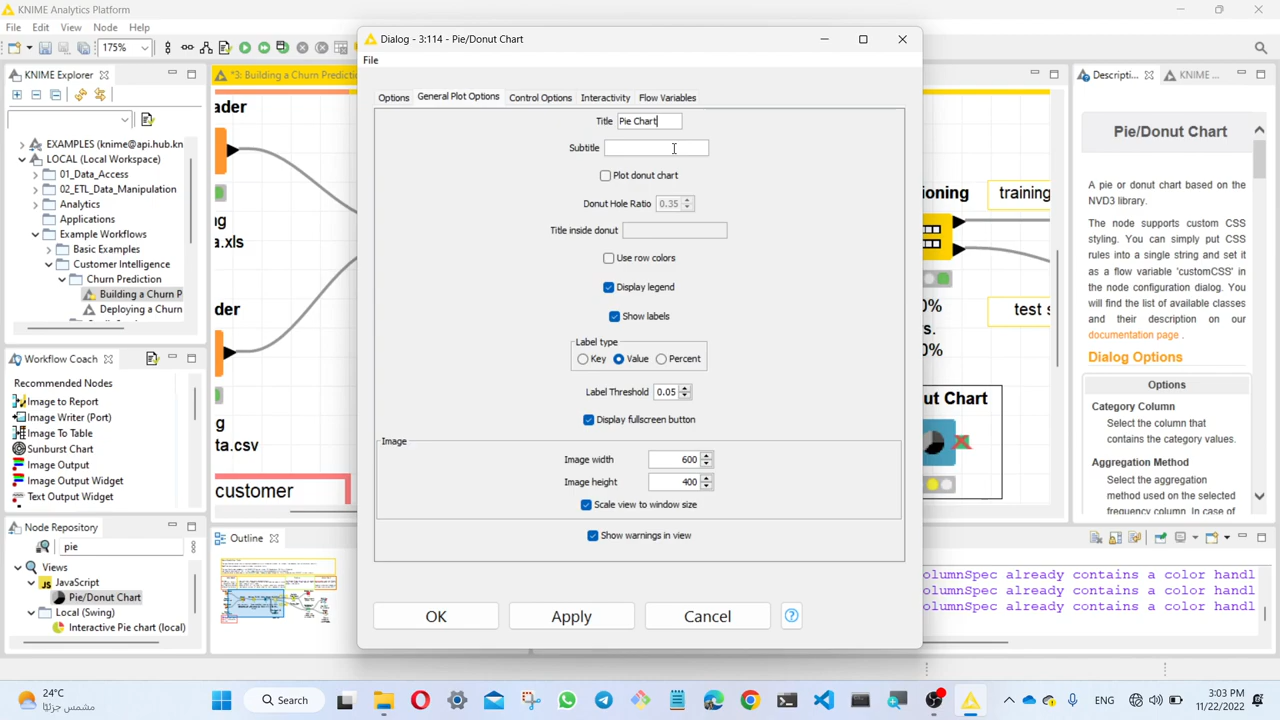 KNIME Analytics Platform
File Edit View Node Help
175%
KNIME Explorer
EXAMPLES (knime@api.hub.kn
LOCAL (Local Workspace)
01_Data_Access
02_ETL_Data_Manipulation
Analytics
Applications
Example Workflows
Basic Examples
Customer Intelligence
Churn Prediction
Building a Churn P
Deploying a Churn
Workflow Coach
Recommended Nodes
Image to Report
Image Writer (Port)
Image To Table
Sunburst Chart
Image Output
Image Output Widget
Text Output Widget
Node Repository
pie
Views
JavaScript
Pie/Donut Chart
Local (Swing)
Interactive Pie chart (local)
*3: Building a Churn Predictio
ader
ng
a.xls
der
g
ta.csv
customer
Outline
Dialog - 3:114 - Pie/Donut Chart
File
Options General Plot Options Control Options Interactivity Flow Variables
Title Pie Chart
Subtitle
Plot donut chart
Donut Hole Ratio 0.35
Title inside donut
Use row colors
Display legend
Show labels
Label type
Key Value Percent
Label Threshold 0.05
Display fullscreen button
Image
Image width 600
Image height 400
Scale view to window size
Show warnings in view
OK Apply Cancel
ioning
training
0%
s.
0%
test s
ut Chart
Descripti... KNIME ...
Pie/Donut Chart
A pie or donut chart based on the
NVD3 library.
The node supports custom CSS
styling. You can simply put CSS
rules into a single string and set it
as a flow variable 'customCSS' in
the node configuration dialog. You
will find the list of available classes
and their description on our
documentation page .
Dialog Options
Options
Category Column
Select the column that
contains the category values.
Aggregation Method
Select the aggregation
method used on the selected
frequency column. In case of
olumnSpec already contains a color handl
olumnSpec already contains a color handl
olumnSpec already contains a color handl
24°C
Search
ENG
3:03 PM
11/22/2022